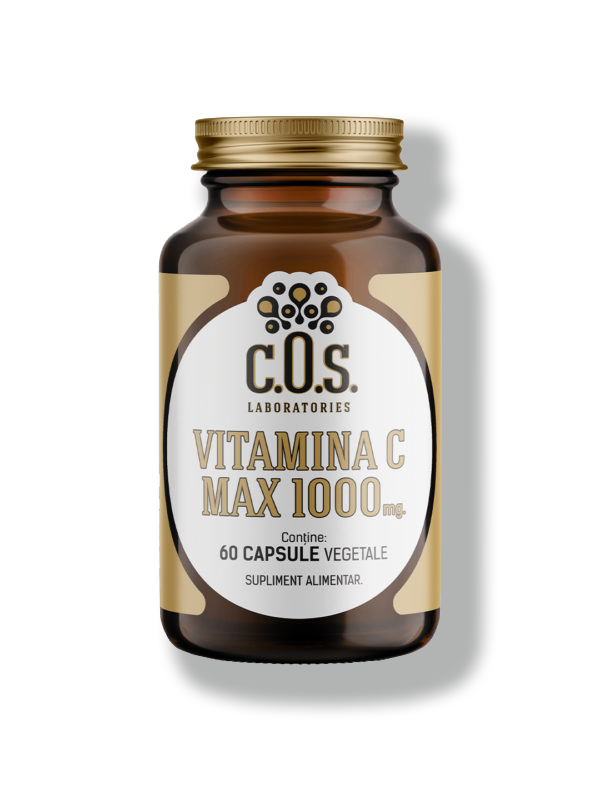 C.O.S.
LABORATORIES
VITAMINA C
MAX 1000mg.
Conține:
60 CAPSULE VEGETALE
SUPLIMENT ALIMENTAR.